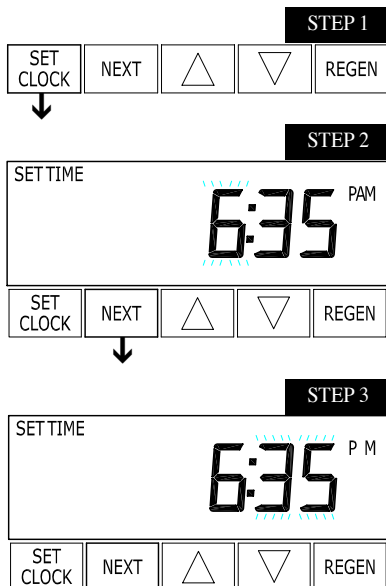 STEP 1
SET CLOCK NEXT REGEN
STEP 2
SET TIME
6:35 PAM
SET CLOCK NEXT REGEN
STEP 3
SET TIME
6:35 P M
SET CLOCK NEXT REGEN